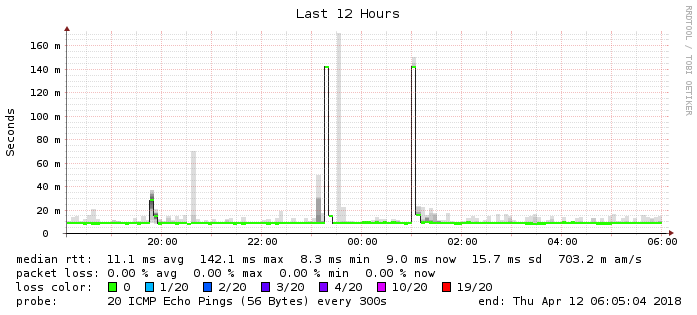 Last 12 Hours
RRDTOOL / TOBI OETIKER
Seconds
160 m
140 m
120 m
100 m
80 m
60 m
40 m
20 m
0
20:00 22:00 00:00 02:00 04:00 06:00
median rtt: 11.1 ms avg 142.1 ms max 8.3 ms min 9.0 ms now 15.7 ms sd 703.2 m am/s
packet loss: 0.00 % avg 0.00 % max 0.00 % min 0.00 % now
loss color: 0 1/20 2/20 3/20 4/20 10/20 19/20
probe: 20 ICMP Echo Pings (56 Bytes) every 300s end: Thu Apr 12 06:05:04 2018